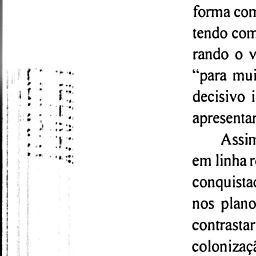 forma com
tendo com
rando o v
“para mui
decisivo i
apresentar
Assim
em linha r
conquistad
nos plano
contrastar
colonizaçã